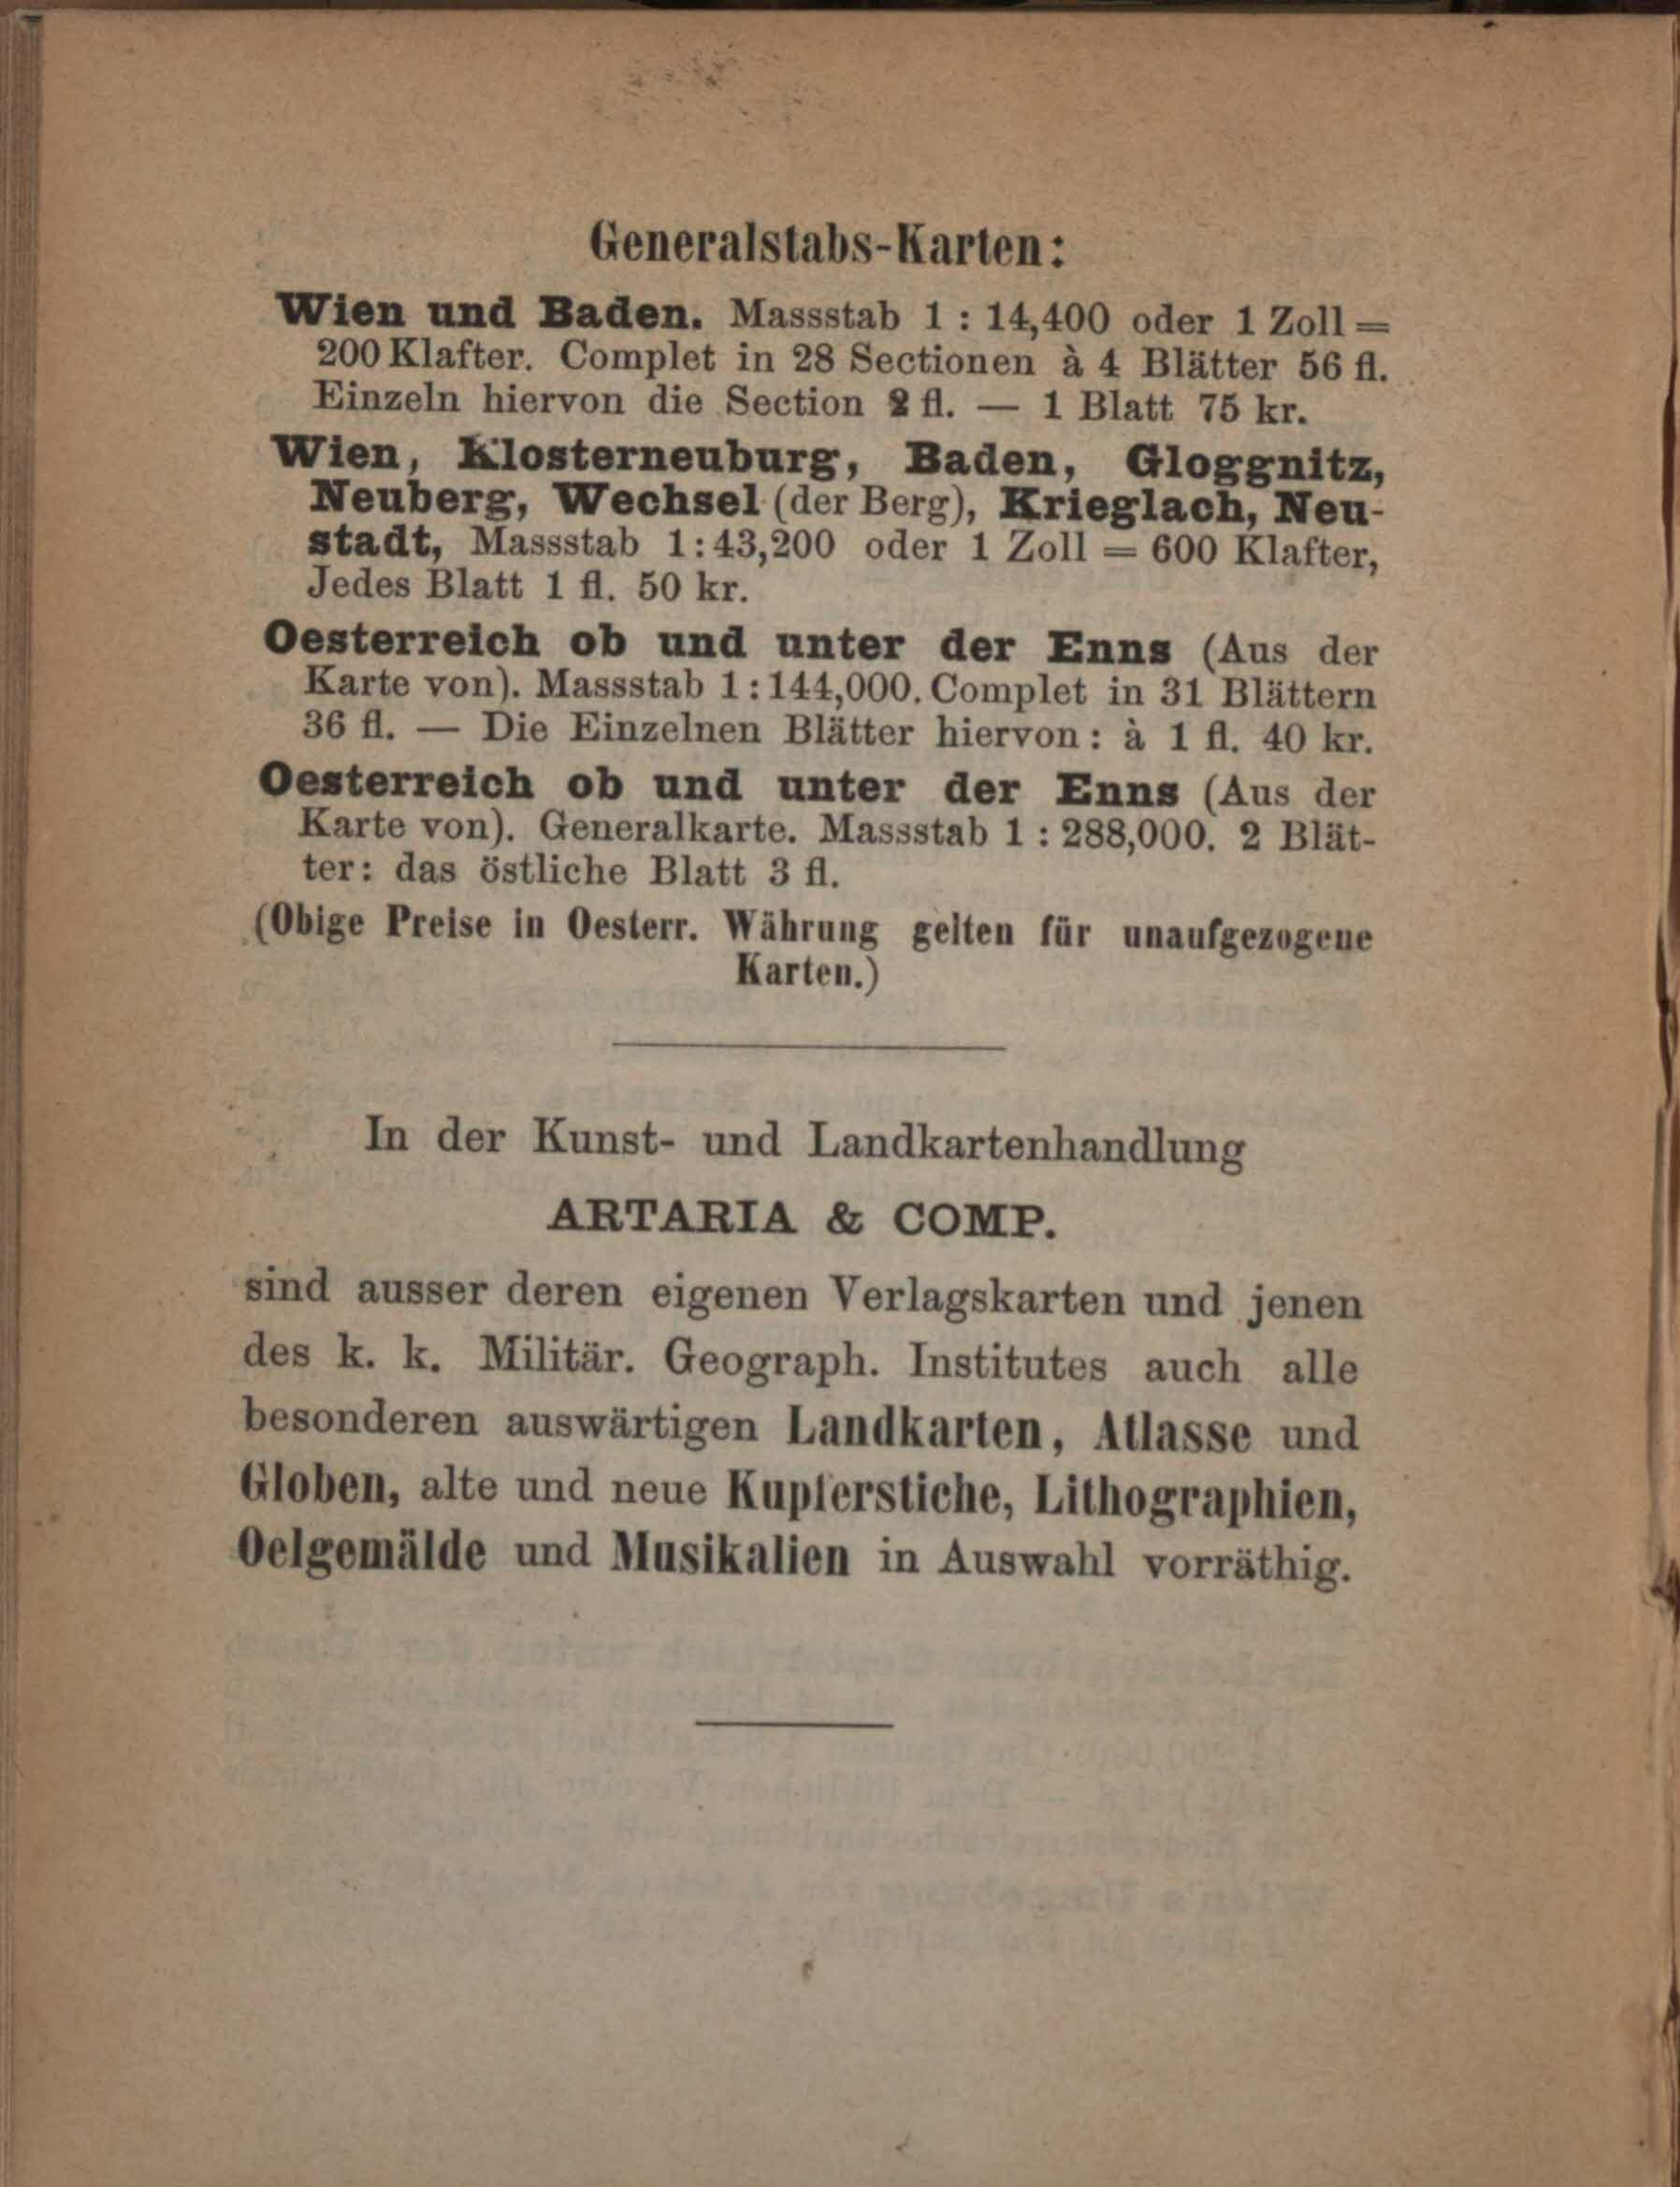 Generalstabs-Karten:
Wien und Baden. Massstab 1 : 14,400 oder 1 Zoll =
200 Klafter. Complet in 28 Sectionen à 4 Blätter 56 fl.
Einzeln hiervon die Section 2 fl. — 1 Blatt 75 kr.
Wien, Klosterneuburg, Baden, Gloggnitz,
Neuberg, Wechsel (der Berg), Krieglach, Neu-
stadt, Massstab 1:43,200 oder 1 Zoll = 600 Klafter,
Jedes Blatt 1 fl. 50 kr.
Oesterreich ob und unter der Enns (Aus der
Karte von). Massstab 1:144,000. Complet in 31 Blättern
36 fl. — Die Einzelnen Blätter hiervon: à 1 fl. 40 kr.
Oesterreich ob und unter der Enns (Aus der
Karte von). Generalkarte. Massstab 1 : 288,000. 2 Blät-
ter: das östliche Blatt 3 fl.
(Obige Preise in Oesterr. Währung gelten für unaufgezogene
Karten.)
In der Kunst- und Landkartenhandlung
ARTARIA & COMP.
sind ausser deren eigenen Verlagskarten und jenen
des k. k. Militär. Geograph. Institutes auch alle
besonderen auswärtigen Landkarten, Atlasse und
Globen, alte und neue Kupferstiche, Lithographien,
Oelgemälde und Musikalien in Auswahl vorräthig.